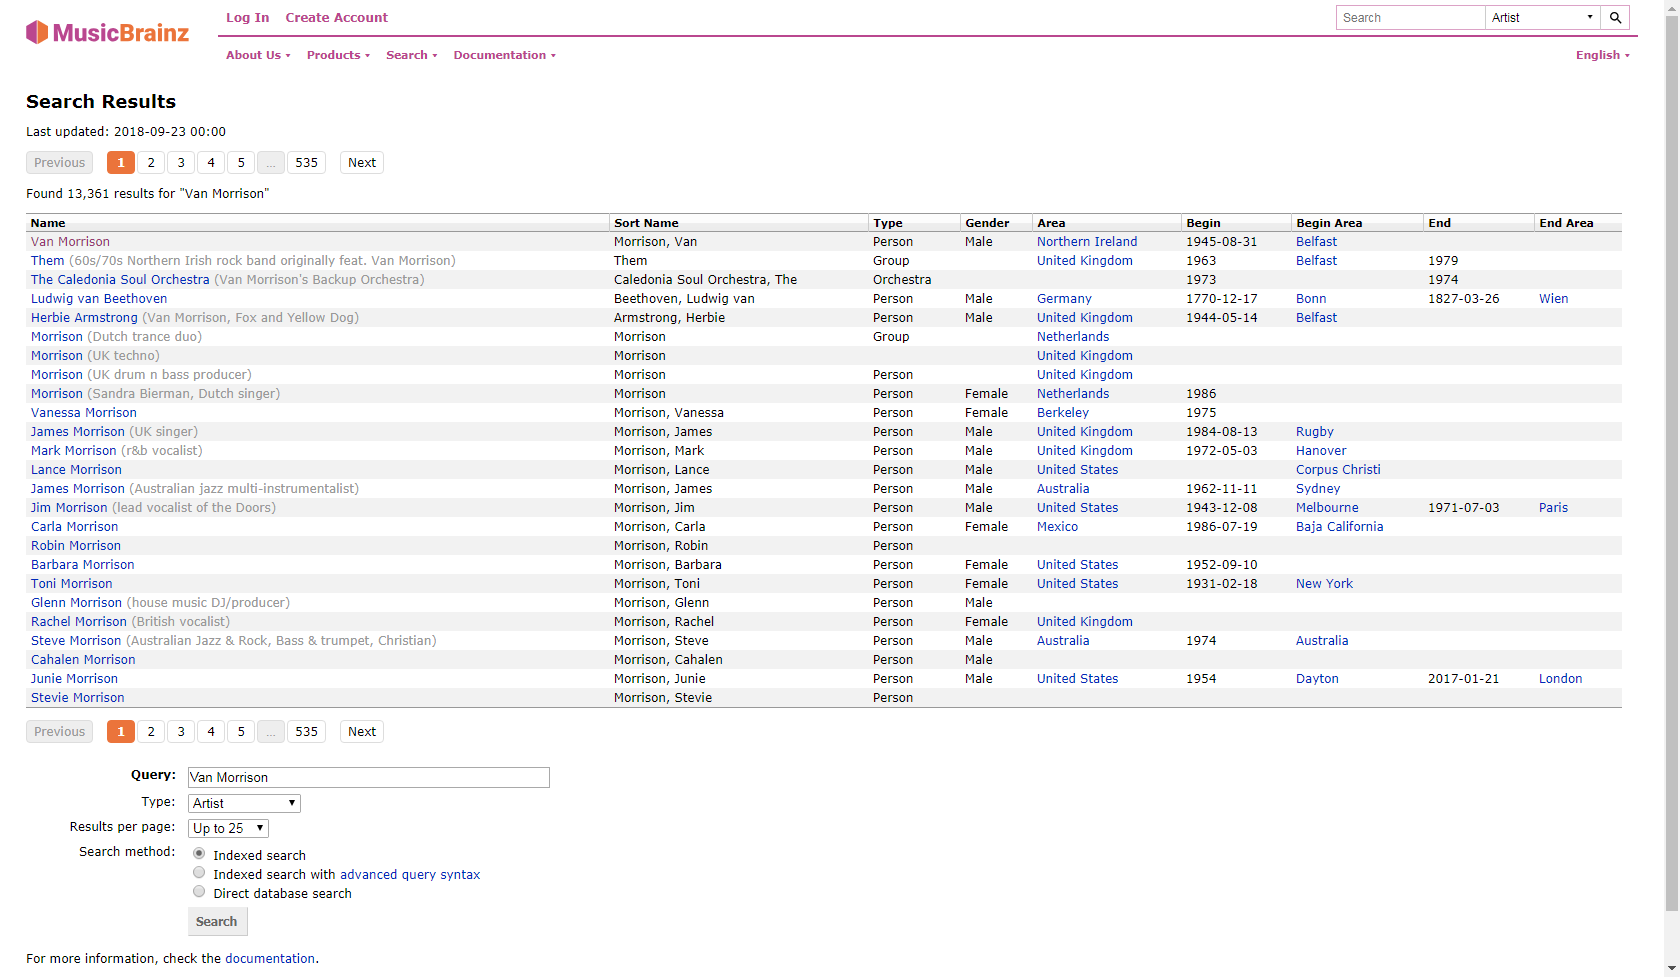 MusicBrainz
Log In Create Account
Search Artist
About Us Products Search Documentation English
Search Results
Last updated: 2018-09-23 00:00
Previous 1 2 3 4 5 ... 535 Next
Found 13,361 results for "Van Morrison"
Name Sort Name Type Gender Area Begin Begin Area End End Area
Van Morrison Morrison, Van Person Male Northern Ireland 1945-08-31 Belfast
Them (60s/70s Northern Irish rock band originally feat. Van Morrison) Them Group United Kingdom 1963 Belfast 1979
The Caledonia Soul Orchestra (Van Morrison's Backup Orchestra) Caledonia Soul Orchestra, The Orchestra 1973 1974
Ludwig van Beethoven Beethoven, Ludwig van Person Male Germany 1770-12-17 Bonn 1827-03-26 Wien
Herbie Armstrong (Van Morrison, Fox and Yellow Dog) Armstrong, Herbie Person Male United Kingdom 1944-05-14 Belfast
Morrison (Dutch trance duo) Morrison Group Netherlands
Morrison (UK techno) Morrison United Kingdom
Morrison (UK drum n bass producer) Morrison Person United Kingdom
Morrison (Sandra Bierman, Dutch singer) Morrison Person Female Netherlands 1986
Vanessa Morrison Morrison, Vanessa Person Female Berkeley 1975
James Morrison (UK singer) Morrison, James Person Male United Kingdom 1984-08-13 Rugby
Mark Morrison (r&b vocalist) Morrison, Mark Person Male United Kingdom 1972-05-03 Hanover
Lance Morrison Morrison, Lance Person Male United States Corpus Christi
James Morrison (Australian jazz multi-instrumentalist) Morrison, James Person Male Australia 1962-11-11 Sydney
Jim Morrison (lead vocalist of the Doors) Morrison, Jim Person Male United States 1943-12-08 Melbourne 1971-07-03 Paris
Carla Morrison Morrison, Carla Person Female Mexico 1986-07-19 Baja California
Robin Morrison Morrison, Robin Person
Barbara Morrison Morrison, Barbara Person Female United States 1952-09-10
Toni Morrison Morrison, Toni Person Female United States 1931-02-18 New York
Glenn Morrison (house music DJ/producer) Morrison, Glenn Person Male
Rachel Morrison (British vocalist) Morrison, Rachel Person Female United Kingdom
Steve Morrison (Australian Jazz & Rock, Bass & trumpet, Christian) Morrison, Steve Person Male Australia 1974 Australia
Cahalen Morrison Morrison, Cahalen Person Male
Junie Morrison Morrison, Junie Person Male United States 1954 Dayton 2017-01-21 London
Stevie Morrison Morrison, Stevie Person
Previous 1 2 3 4 5 ... 535 Next
Query: Van Morrison
Type: Artist
Results per page: Up to 25
Search method: Indexed search
Indexed search with advanced query syntax
Direct database search
Search
For more information, check the documentation.